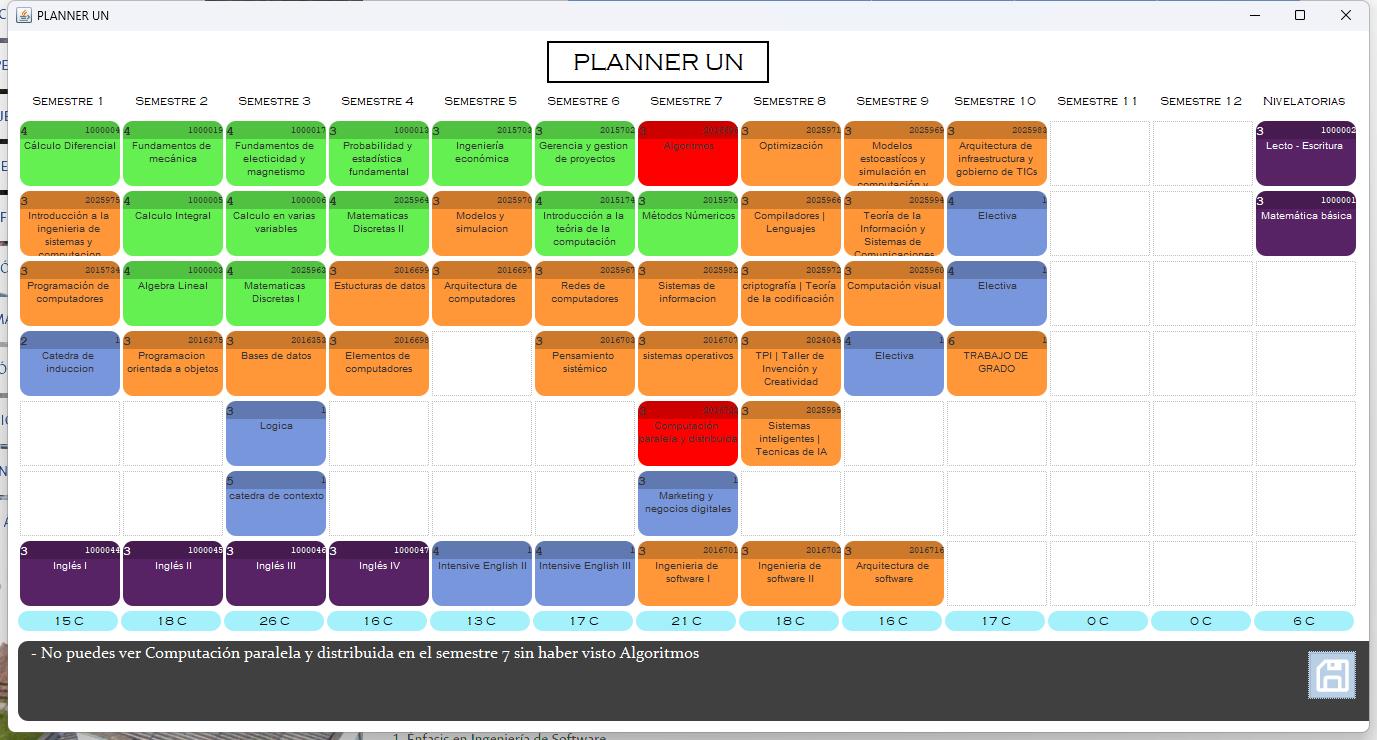 PLANNER UN
PLANNER UN
SEMESTRE 1 SEMESTRE 2 SEMESTRE 3 SEMESTRE 4 SEMESTRE 5 SEMESTRE 6 SEMESTRE 7 SEMESTRE 8 SEMESTRE 9 SEMESTRE 10 SEMESTRE 11 SEMESTRE 12 NIVELATORIAS
4 1000004
Cálculo Diferencial
4 1000019
Fundamentos de
mecánica
4 1000017
Fundamentos de
electicidad y
magnetismo
3 1000013
Probabilidad y
estadística
fundamental
3 2015703
Ingeniería
económica
3 2015702
Gerencia y gestion
de proyectos
Algoritmos
3 2025971
Optimización
3 2025969
Modelos
estocastícos y
simulación en
computación y
3 2025983
Arquitectura de
infraestructura y
gobierno de TICs
3 1000002
Lecto - Escritura
3 2025975
Introducción a la
ingenieria de
sistemas y
computacion
4 1000005
Calculo Integral
4 1000006
Calculo en varias
variables
4 2025964
Matematicas
Discretas II
3 2025970
Modelos y
simulacion
4 2015174
Introducción a la
teória de la
computación
3 2015970
Métodos Númericos
3 2025966
Compiladores |
Lenguajes
3 2025994
Teoría de la
Información y
Sistemas de
Comunicaciones
4 1
Electiva
3 1000001
Matemática básica
3 2015734
Programación de
computadores
4 1000003
Algebra Lineal
4 2025963
Matematicas
Discretas I
3 2016699
Estucturas de datos
3 2016697
Arquitectura de
computadores
3 2025967
Redes de
computadores
3 2025982
Sistemas de
informacion
3 2025972
criptografía | Teoría
de la codificación
3 2025960
Computación visual
4 1
Electiva
2 1
Catedra de
induccion
3 2016375
Programacion
orientada a objetos
3 2016353
Bases de datos
3 2016698
Elementos de
computadores
3 2016703
Pensamiento
sistémico
3 2016707
sistemas operativos
3 2024045
TPI | Taller de
Invención y
Creatividad
4 1
Electiva
6 1
TRABAJO DE
GRADO
3 1
Logica
Computación
paralela y distribuida
3 2025995
Sistemas
inteligentes |
Tecnicas de IA
5 1
catedra de contexto
3 1
Marketing y
negocios digitales
3 1000044
Inglés I
3 1000045
Inglés II
3 1000046
Inglés III
3 1000047
Inglés IV
4 1
Intensive English II
4 1
Intensive English III
3 2016701
Ingenieria de
software I
3 2016702
Ingenieria de
software II
3 2016716
Arquitectura de
software
15 C 18 C 26 C 16 C 13 C 17 C 21 C 18 C 16 C 17 C 0 C 0 C 6 C
- No puedes ver Computación paralela y distribuida en el semestre 7 sin haber visto Algoritmos
1. Énfasis en Ingeniería de Software